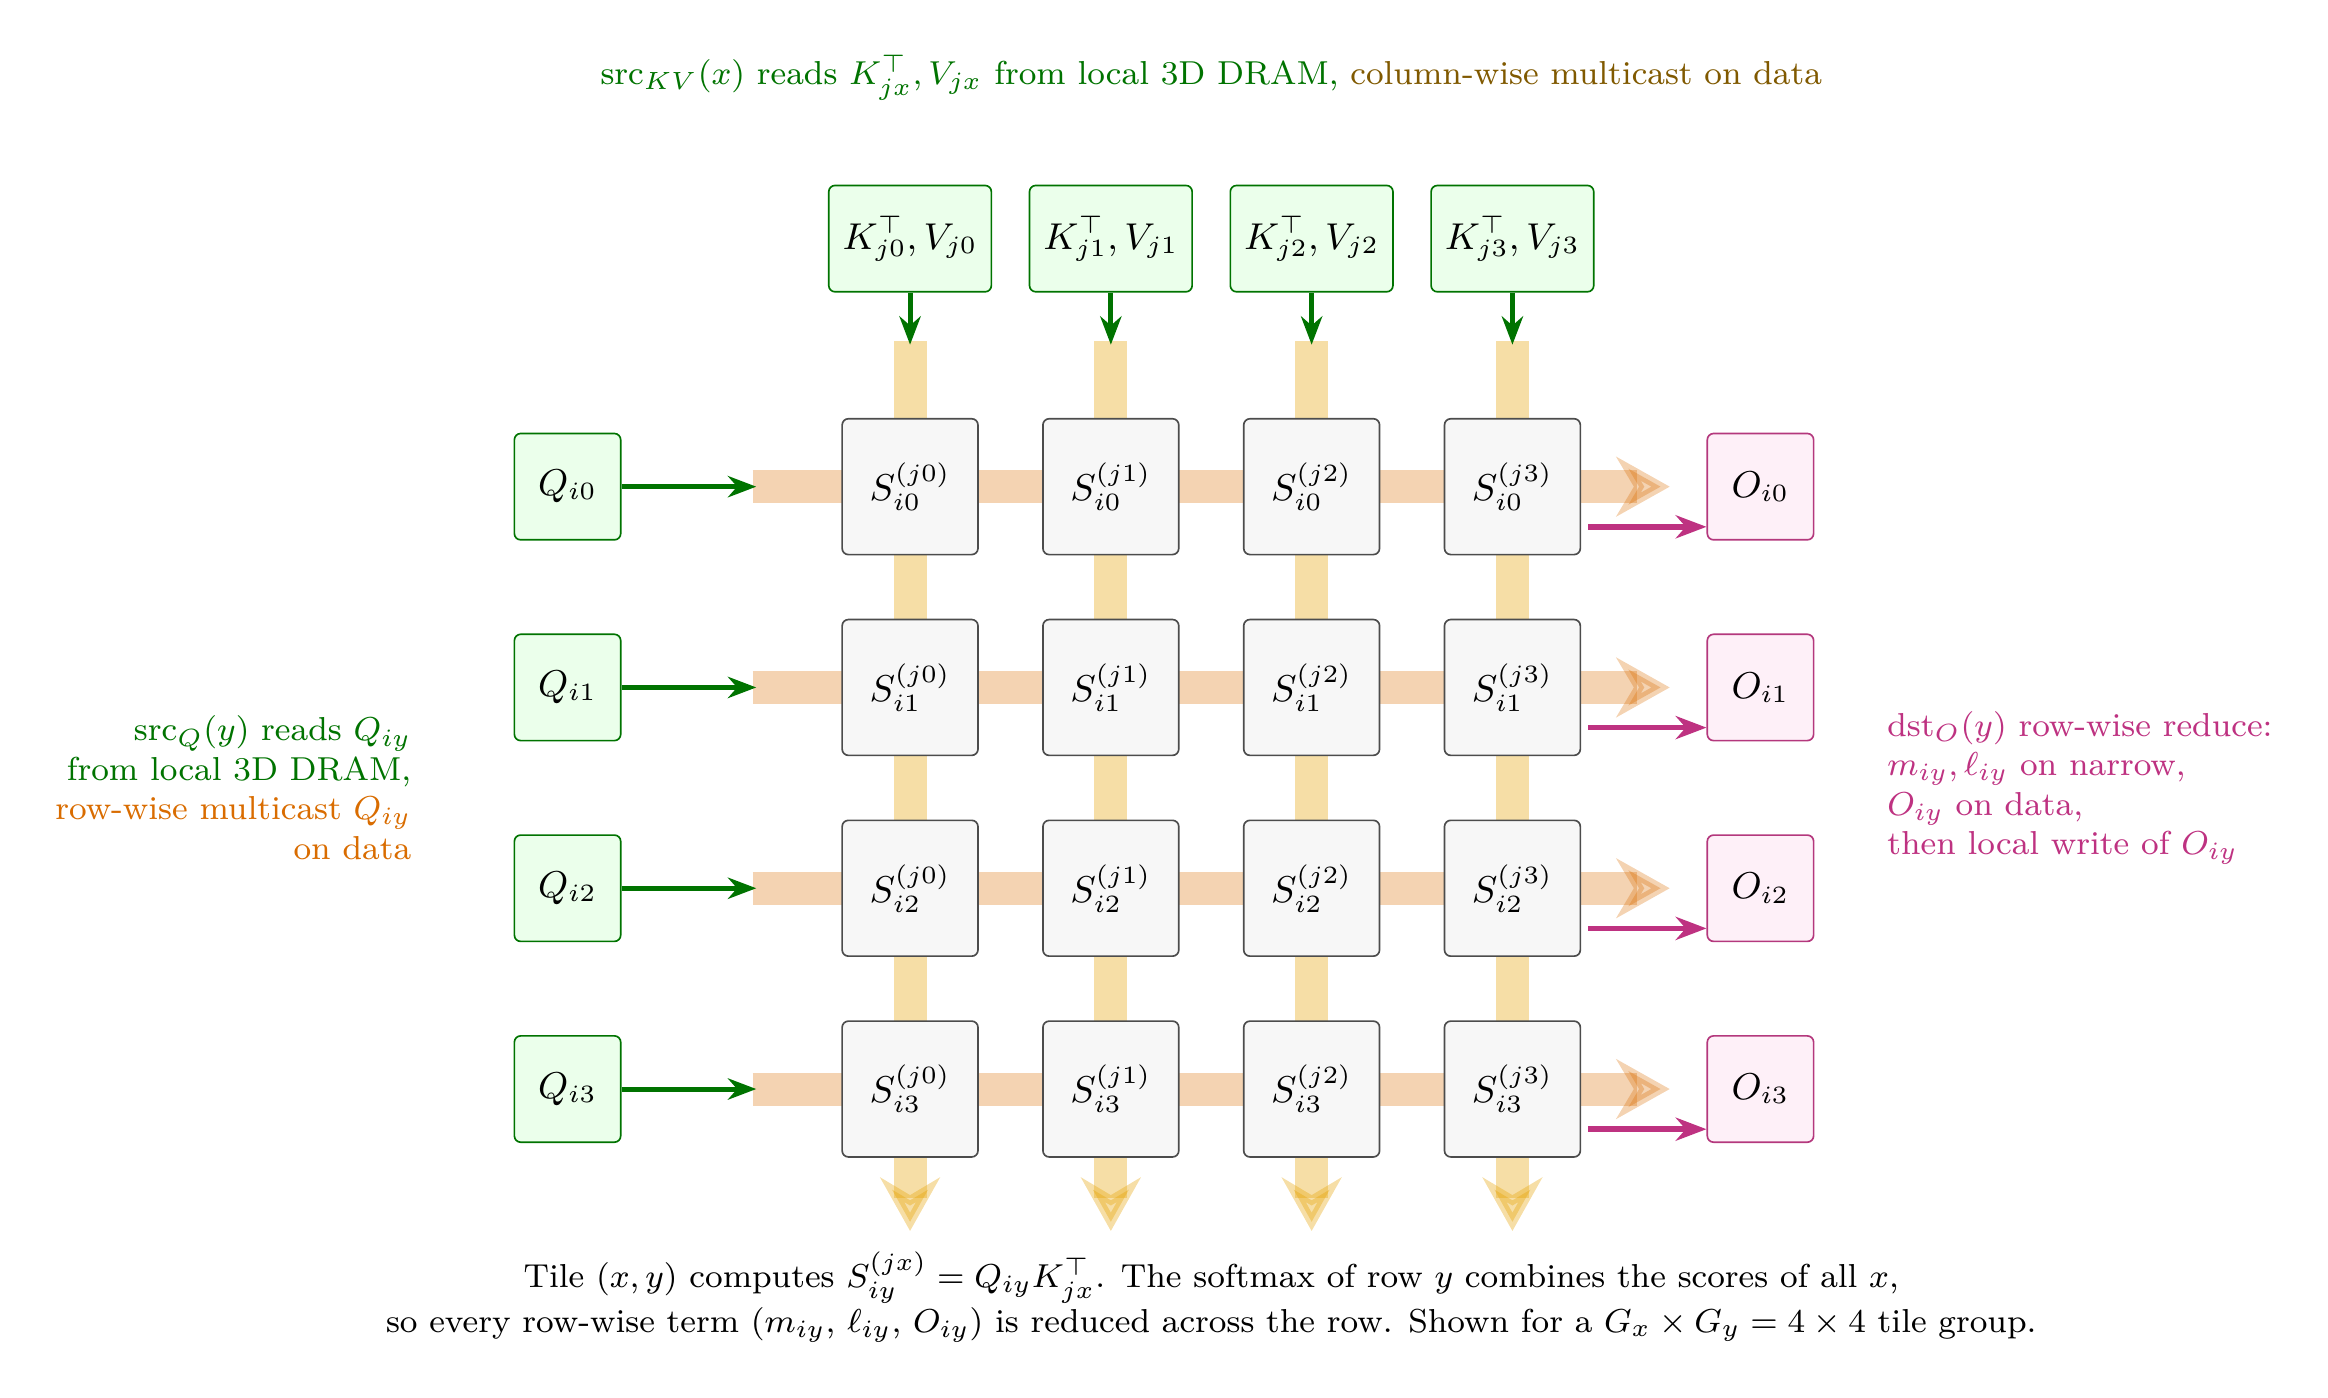 src_{KV}(x) reads K_{jx}^⊤, V_{jx} from local 3D DRAM, column-wise multicast on data
K_{j0}^⊤, V_{j0} K_{j1}^⊤, V_{j1} K_{j2}^⊤, V_{j2} K_{j3}^⊤, V_{j3}
Q_{i0} S_{i0}^{(j0)} S_{i0}^{(j1)} S_{i0}^{(j2)} S_{i0}^{(j3)} O_{i0}
Q_{i1} S_{i1}^{(j0)} S_{i1}^{(j1)} S_{i1}^{(j2)} S_{i1}^{(j3)} O_{i1}
src_Q(y) reads Q_{iy}
from local 3D DRAM,
row-wise multicast Q_{iy}
on data
dst_O(y) row-wise reduce:
m_{iy}, ℓ_{iy} on narrow,
O_{iy} on data,
then local write of O_{iy}
Q_{i2} S_{i2}^{(j0)} S_{i2}^{(j1)} S_{i2}^{(j2)} S_{i2}^{(j3)} O_{i2}
Q_{i3} S_{i3}^{(j0)} S_{i3}^{(j1)} S_{i3}^{(j2)} S_{i3}^{(j3)} O_{i3}
Tile (x, y) computes S_{iy}^{(jx)} = Q_{iy}K_{jx}^⊤. The softmax of row y combines the scores of all x,
so every row-wise term (m_{iy}, ℓ_{iy}, O_{iy}) is reduced across the row. Shown for a G_x × G_y = 4 × 4 tile group.